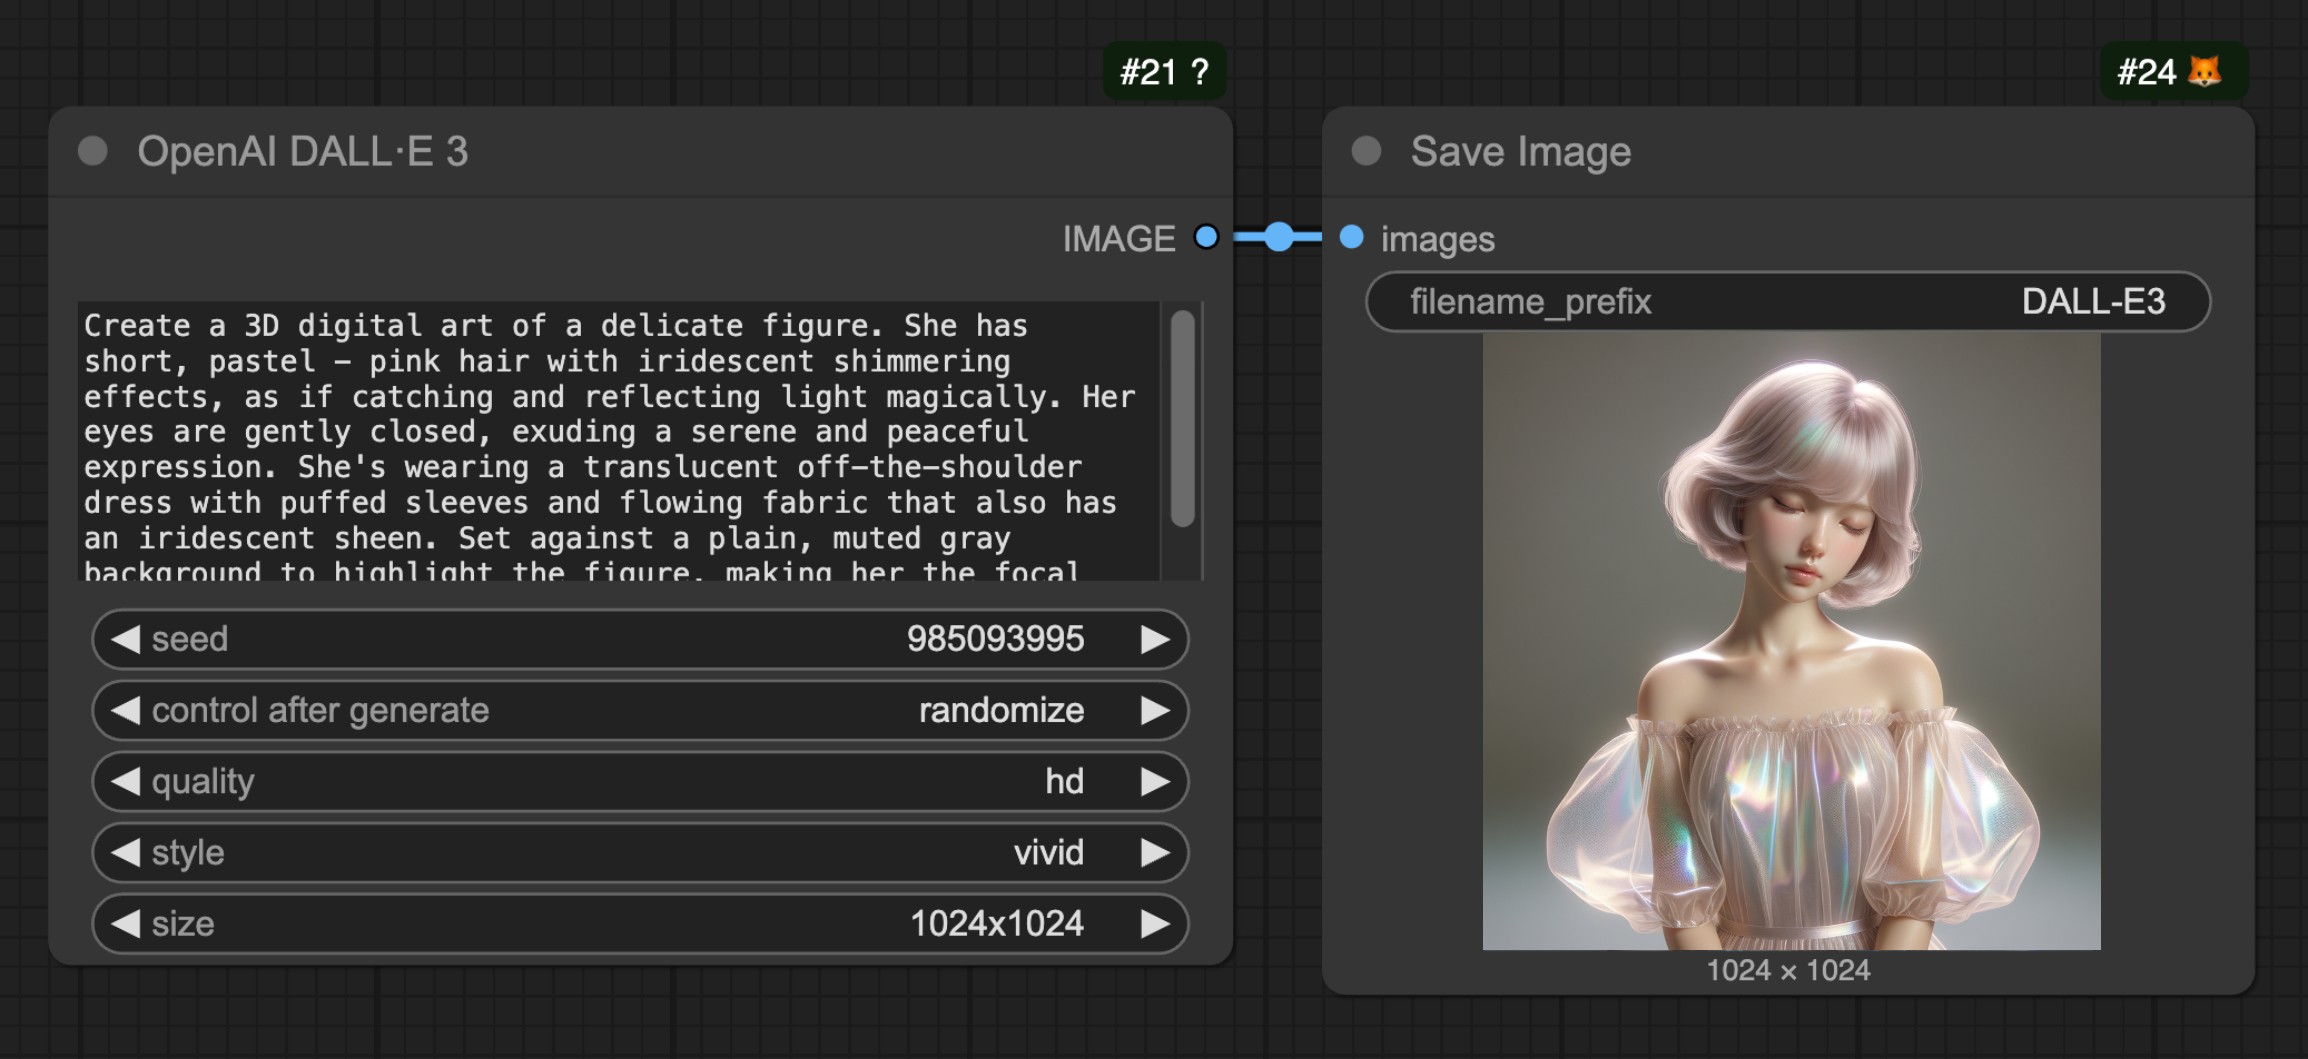 #21 ?
#24 🦊
OpenAI DALL·E 3
Save Image
IMAGE
images
filename_prefix DALL-E3
Create a 3D digital art of a delicate figure. She has
short, pastel – pink hair with iridescent shimmering
effects, as if catching and reflecting light magically. Her
eyes are gently closed, exuding a serene and peaceful
expression. She's wearing a translucent off-the-shoulder
dress with puffed sleeves and flowing fabric that also has
an iridescent sheen. Set against a plain, muted gray
background to highlight the figure, making her the focal
seed 985093995
control after generate randomize
quality hd
style vivid
size 1024x1024
1024 × 1024